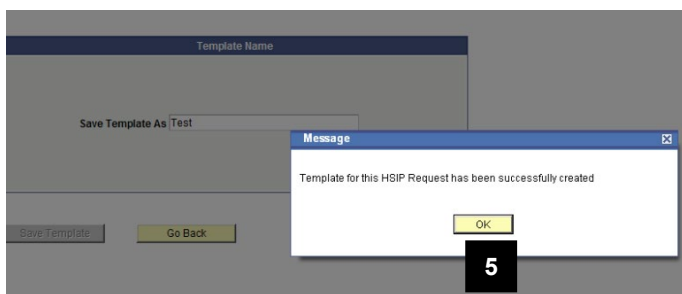 Template Name
Save Template As Test
Message
Template for this HSIP Request has been successfully created
OK
Save Template Go Back
5